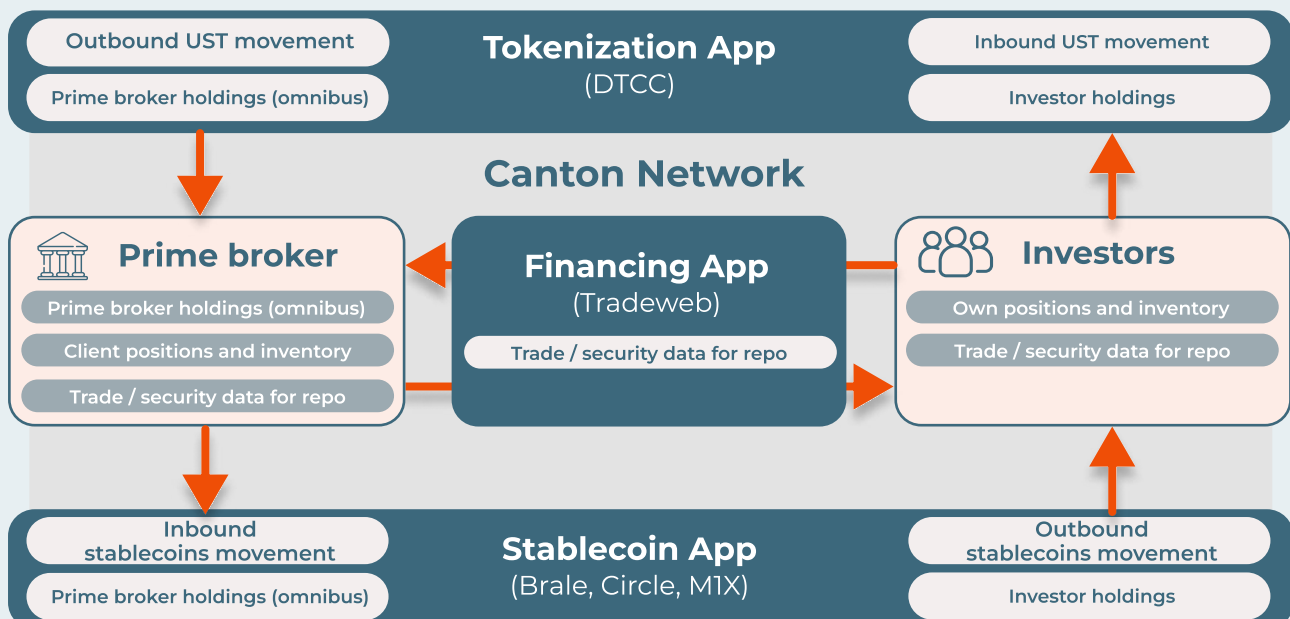 Outbound UST movement
Prime broker holdings (omnibus)
Tokenization App
(DTCC)
Inbound UST movement
Investor holdings
Canton Network
Prime broker
Prime broker holdings (omnibus)
Client positions and inventory
Trade / security data for repo
Financing App
(Tradeweb)
Trade / security data for repo
Investors
Own positions and inventory
Trade / security data for repo
Inbound
stablecoins movement
Prime broker holdings (omnibus)
Stablecoin App
(Brale, Circle, M1X)
Outbound
stablecoins movement
Investor holdings